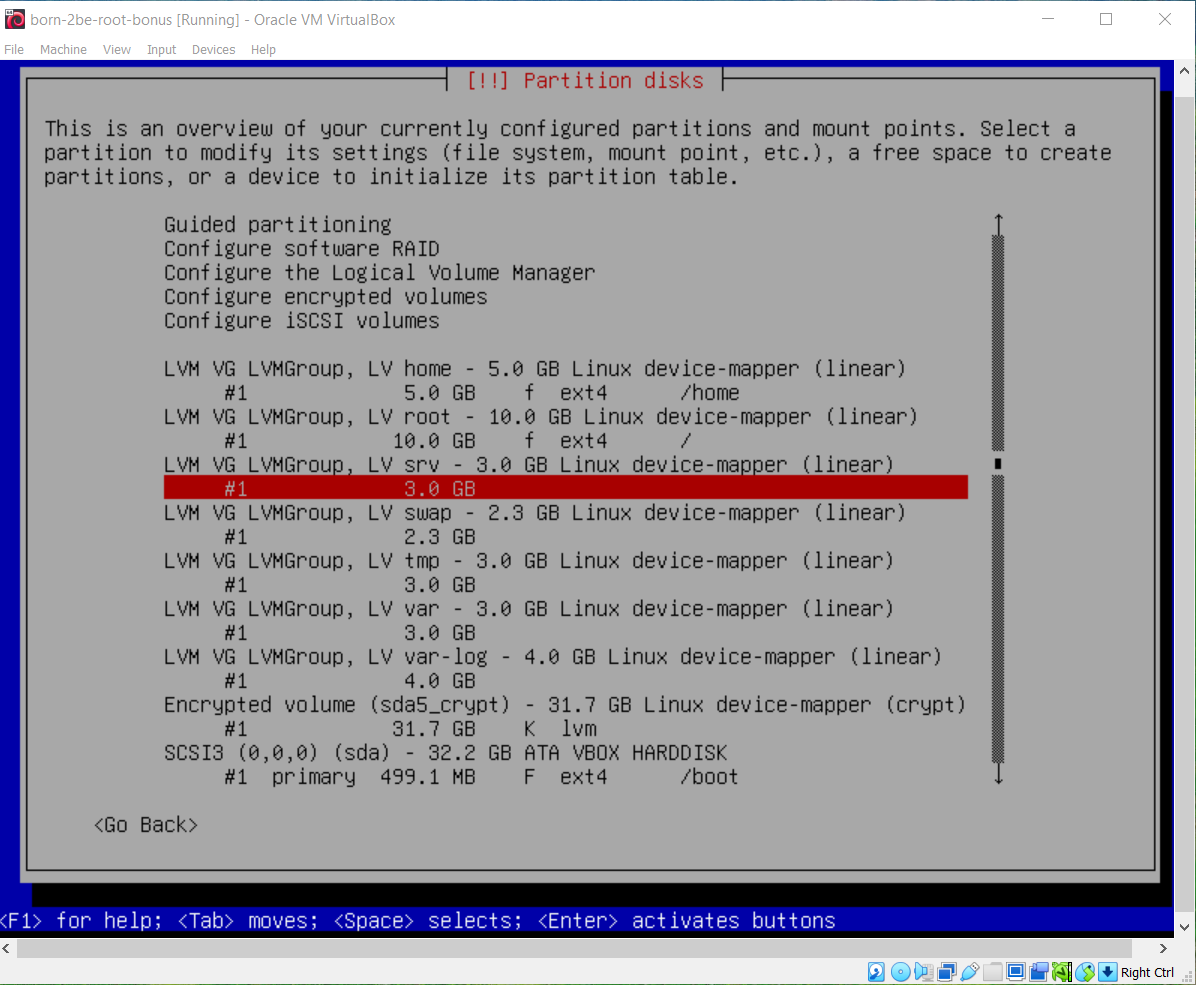 born-2be-root-bonus [Running] - Oracle VM VirtualBox
File Machine View Input Devices Help
[!!] Partition disks
This is an overview of your currently configured partitions and mount points. Select a
partition to modify its settings (file system, mount point, etc.), a free space to create
partitions, or a device to initialize its partition table.
Guided partitioning
Configure software RAID
Configure the Logical Volume Manager
Configure encrypted volumes
Configure iSCSI volumes
LVM VG LVMGroup, LV home - 5.0 GB Linux device-mapper (linear)
#1 5.0 GB f ext4 /home
LVM VG LVMGroup, LV root - 10.0 GB Linux device-mapper (linear)
#1 10.0 GB f ext4 /
LVM VG LVMGroup, LV srv - 3.0 GB Linux device-mapper (linear)
#1 3.0 GB
LVM VG LVMGroup, LV swap - 2.3 GB Linux device-mapper (linear)
#1 2.3 GB
LVM VG LVMGroup, LV tmp - 3.0 GB Linux device-mapper (linear)
#1 3.0 GB
LVM VG LVMGroup, LV var - 3.0 GB Linux device-mapper (linear)
#1 3.0 GB
LVM VG LVMGroup, LV var-log - 4.0 GB Linux device-mapper (linear)
#1 4.0 GB
Encrypted volume (sda5_crypt) - 31.7 GB Linux device-mapper (crypt)
#1 31.7 GB K lvm
SCSI3 (0,0,0) (sda) - 32.2 GB ATA VBOX HARDDISK
#1 primary 499.1 MB F ext4 /boot
<Go Back>
<F1> for help; <Tab> moves; <Space> selects; <Enter> activates buttons
Right Ctrl